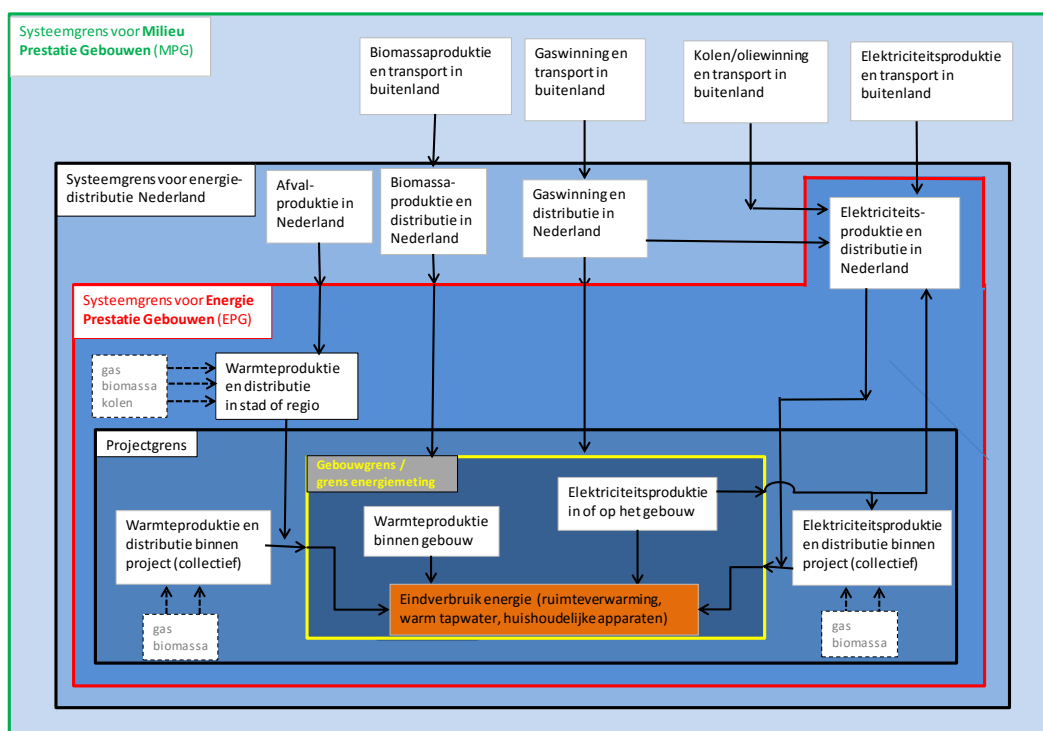 Systeemgrens voor Milieu
Prestatie Gebouwen (MPG)
Biomassaproduktie
en transport in
buitenland
Gaswinning en
transport in
buitenland
Kolen/oliewinning
en transport in
buitenland
Elektriciteitsproduktie
en transport in
buitenland
Systeemgrens voor energie-
distributie Nederland
Afval-
produktie in
Nederland
Biomassa-
produktie en
distributie in
Nederland
Gaswinning en
distributie in
Nederland
Elektriciteits-
produktie en
distributie in
Nederland
Systeemgrens voor Energie
Prestatie Gebouwen (EPG)
gas
biomassa
kolen
Warmteproduktie
en distributie
in stad of regio
Projectgrens
Gebouwgrens /
grens energiemeting
Warmteproduktie en
distributie binnen
project (collectief)
Warmteproduktie
binnen gebouw
Elektriciteitsproduktie
in of op het gebouw
Elektriciteitsproduktie
en distributie binnen
project (collectief)
Eindverbruik energie (ruimteverwarming,
warm tapwater, huishoudelijke apparaten)
gas
biomassa
gas
biomassa